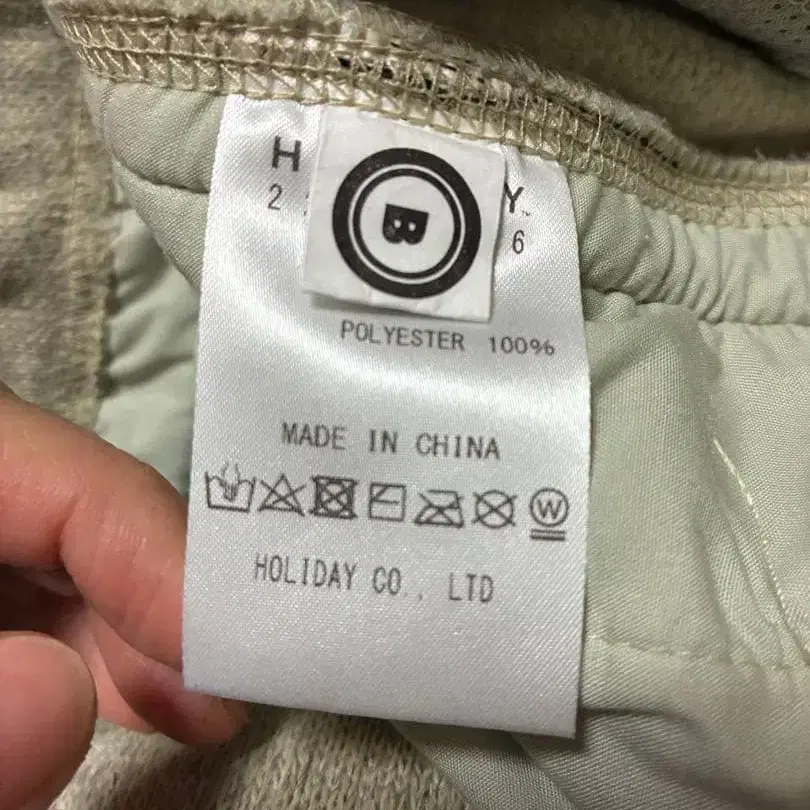 H Y
2 6
B
POLYESTER 100%
MADE IN CHINA
W
HOLIDAY CO., LTD